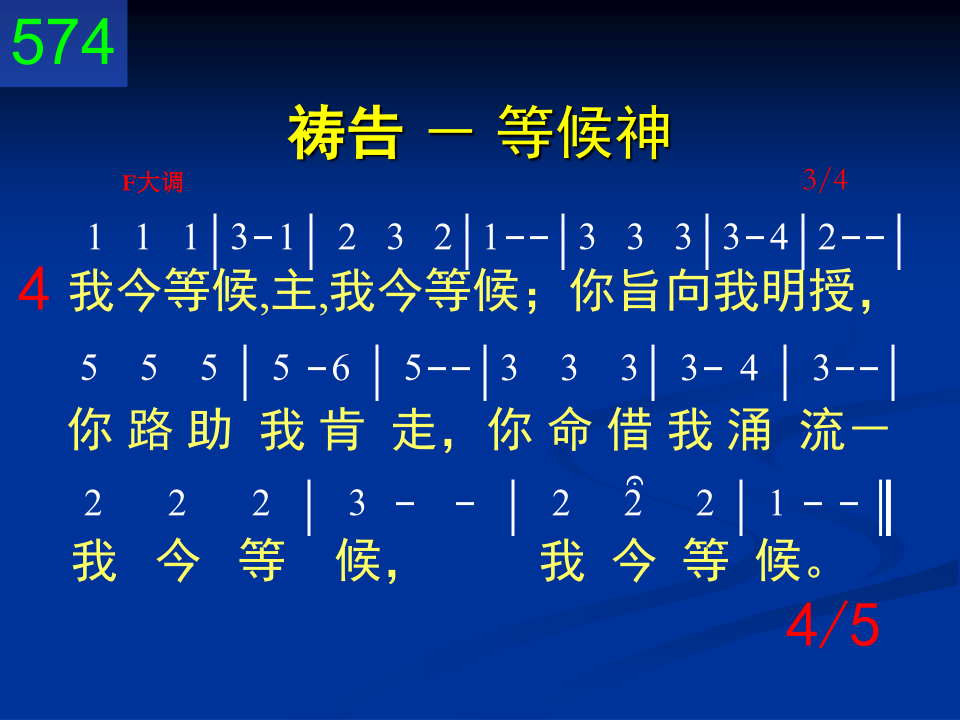 574
祷告 － 等候神
F大调 3/4
1 1 1│3-1│ 2 3 2│1--│3 3 3│3-4│2--│
4 我今等候,主,我今等候；你旨向我明授，
5 5 5│5 -6│5--│3 3 3│3- 4│3--│
你路助 我肯 走，你命借我涌 流－
2 2 2│3 - -│2 2 2│1 - -║
我 今 等 候， 我 今 等 候。
4/5